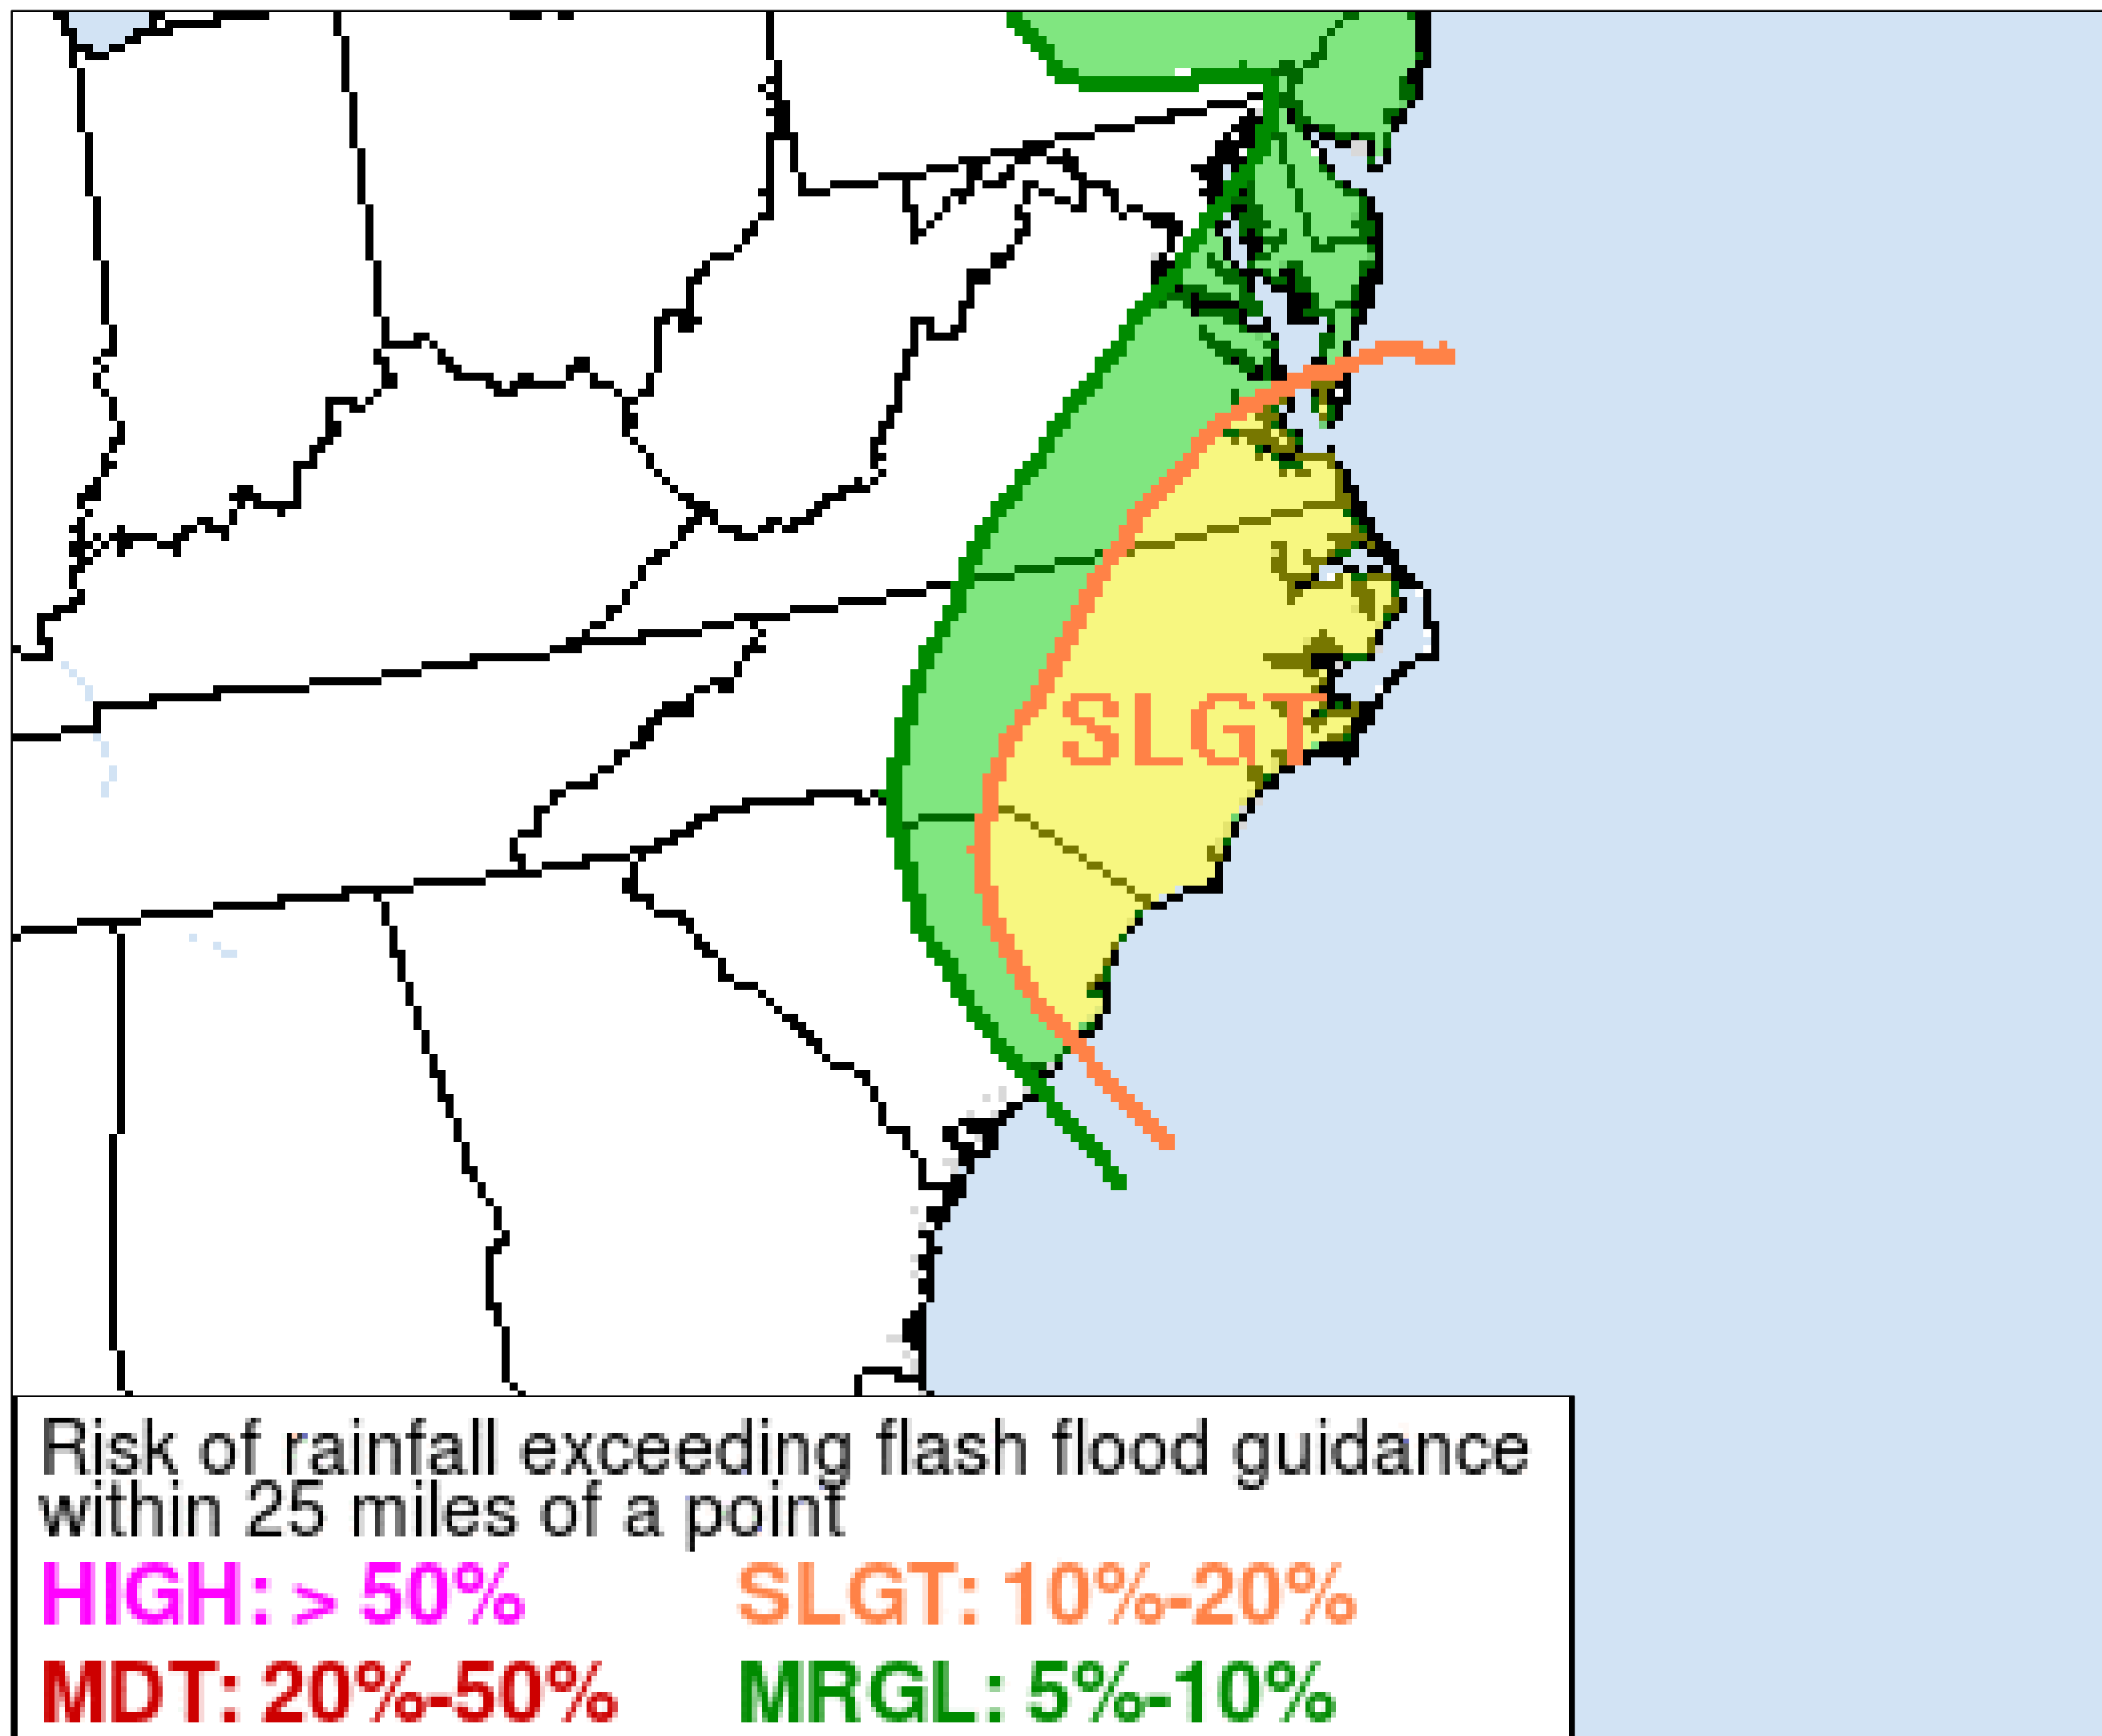 SLGT
Risk of rainfall exceeding flash flood guidance
within 25 miles of a point
HIGH: > 50% SLGT: 10%-20%
MDT: 20%-50% MRGL: 5%-10%